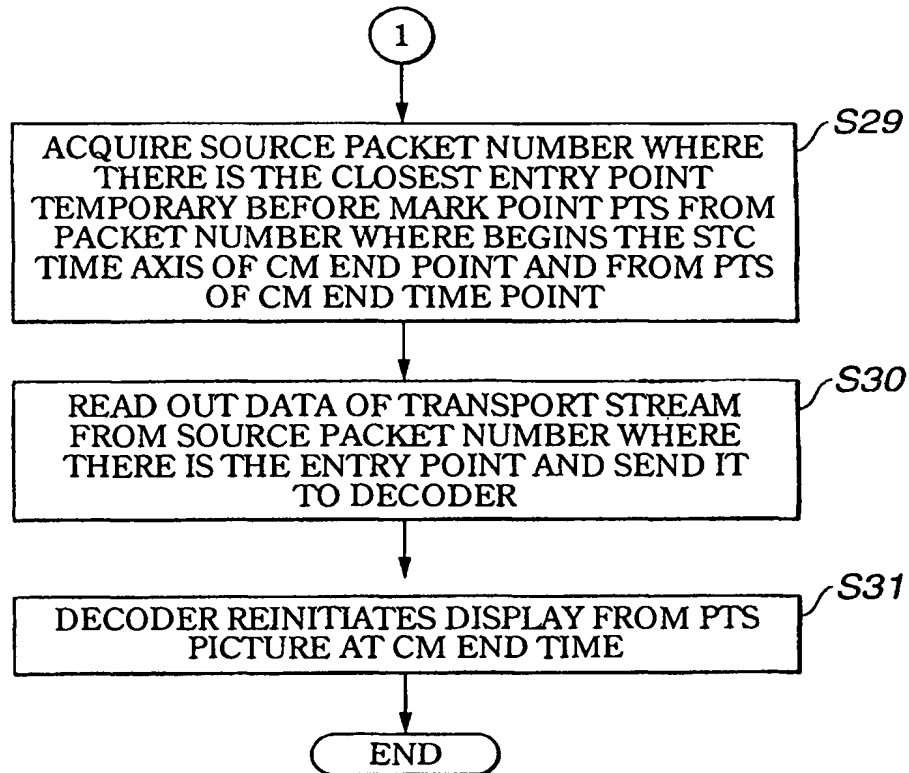 1
S29
ACQUIRE SOURCE PACKET NUMBER WHERE
THERE IS THE CLOSEST ENTRY POINT
TEMPORARY BEFORE MARK POINT PTS FROM
PACKET NUMBER WHERE BEGINS THE STC
TIME AXIS OF CM END POINT AND FROM PTS
OF CM END TIME POINT
S30
READ OUT DATA OF TRANSPORT STREAM
FROM SOURCE PACKET NUMBER WHERE
THERE IS THE ENTRY POINT AND SEND IT
TO DECODER
S31
DECODER REINITIATES DISPLAY FROM PTS
PICTURE AT CM END TIME
END